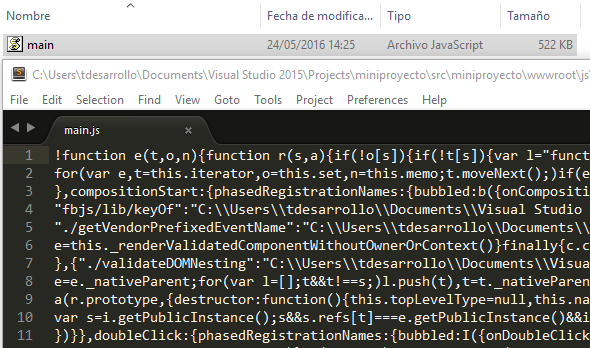 Nombre Fecha de modifica... Tipo Tamaño
main 24/05/2016 14:25 Archivo JavaScript 522 KB
C:\Users\tdesarrollo\Documents\Visual Studio 2015\Projects\miniproyecto\src\miniproyecto\wwwroot\js\
File Edit Selection Find View Goto Tools Project Preferences Help
main.js ×
1 !function e(t,o,n){function r(s,a){if(!o[s]){if(!t[s]){var l="funct
2 for(var e,t=this.iterator,o=this.set,n=this.memo;t.moveNext();)if(e
3 },compositionStart:{phasedRegistrationNames:{bubbled:b({onCompositi
4 "fbjs/lib/keyOf":"C:\\Users\\tdesarrollo\\Documents\\Visual Studio
5 "./getVendorPrefixedEventName":"C:\\Users\\tdesarrollo\\Documents\\
6 e=this._renderValidatedComponentWithoutOwnerOrContext()}finally{c.c
7 },{"./validateDOMNesting":"C:\\Users\\tdesarrollo\\Documents\\Visua
8 e=e._nativeParent;for(var l=[];t&&t!==s;)l.push(t),t=t._nativeParen
9 a(r.prototype,{destructor:function(){this.topLevelType=null,this.na
10 var s=i.getPublicInstance();s&&s.refs[t]===e.getPublicInstance()&&i
11 })}},doubleClick:{phasedRegistrationNames:{bubbled:I({onDoubleClick